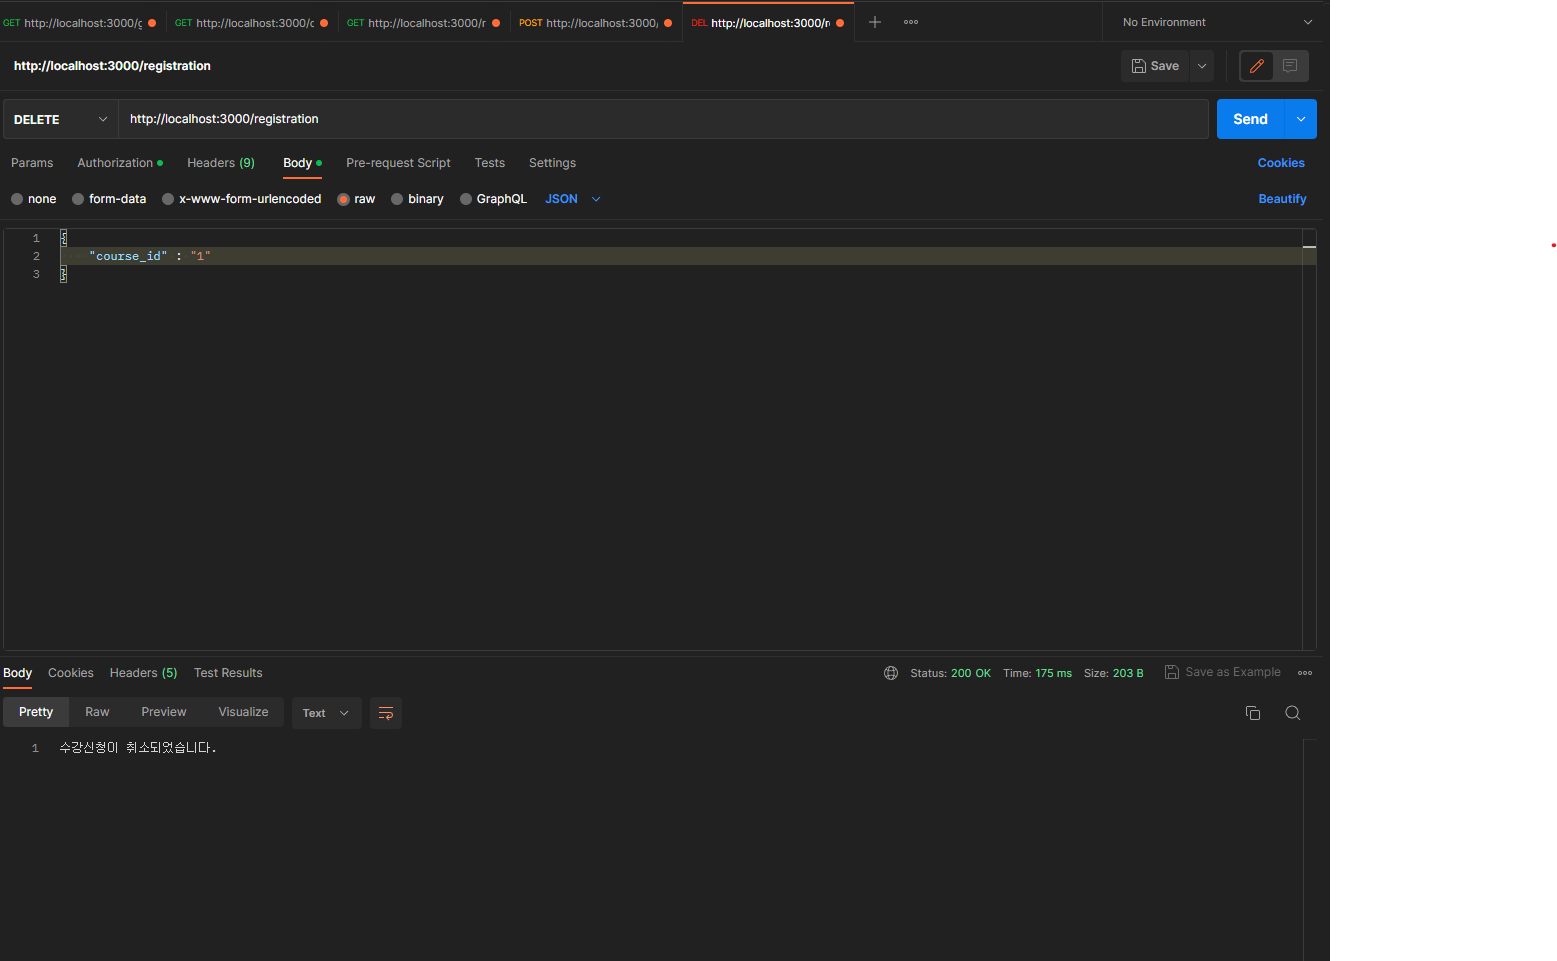 GET http://localhost:3000/g GET http://localhost:3000/c GET http://localhost:3000/r POST http://localhost:3000/ DEL http://localhost:3000/r No Environment
http://localhost:3000/registration Save
DELETE http://localhost:3000/registration Send
Params Authorization Headers (9) Body Pre-request Script Tests Settings Cookies
none form-data x-www-form-urlencoded raw binary GraphQL JSON Beautify
1 {
2 "course_id" : "1"
3 }
Body Cookies Headers (5) Test Results Status: 200 OK Time: 175 ms Size: 203 B Save as Example
Pretty Raw Preview Visualize Text
1 수강신청이 취소되었습니다.